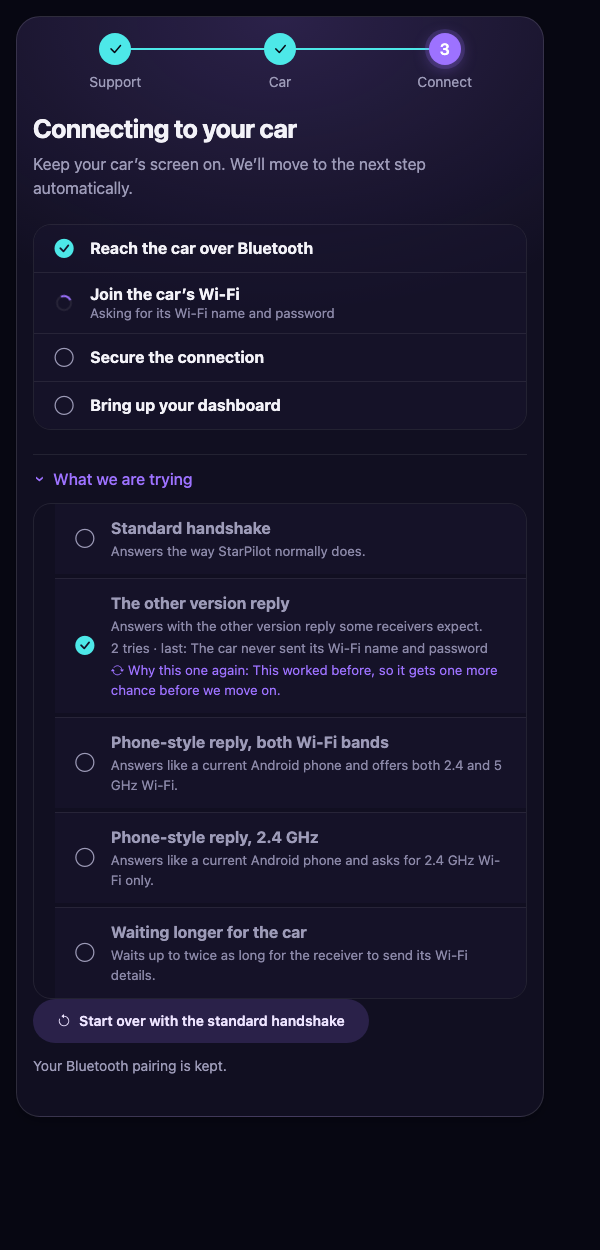 3
Support
Car
Connect
Connecting to your car
Keep your car’s screen on. We’ll move to the next step
automatically.
Reach the car over Bluetooth
Join the car’s Wi-Fi
Asking for its Wi-Fi name and password
Secure the connection
Bring up your dashboard
What we are trying
Standard handshake
Answers the way StarPilot normally does.
The other version reply
Answers with the other version reply some receivers expect.
2 tries · last: The car never sent its Wi-Fi name and password
Why this one again: This worked before, so it gets one more
chance before we move on.
Phone-style reply, both Wi-Fi bands
Answers like a current Android phone and offers both 2.4 and 5
GHz Wi-Fi.
Phone-style reply, 2.4 GHz
Answers like a current Android phone and asks for 2.4 GHz Wi-
Fi only.
Waiting longer for the car
Waits up to twice as long for the receiver to send its Wi-Fi
details.
Start over with the standard handshake
Your Bluetooth pairing is kept.